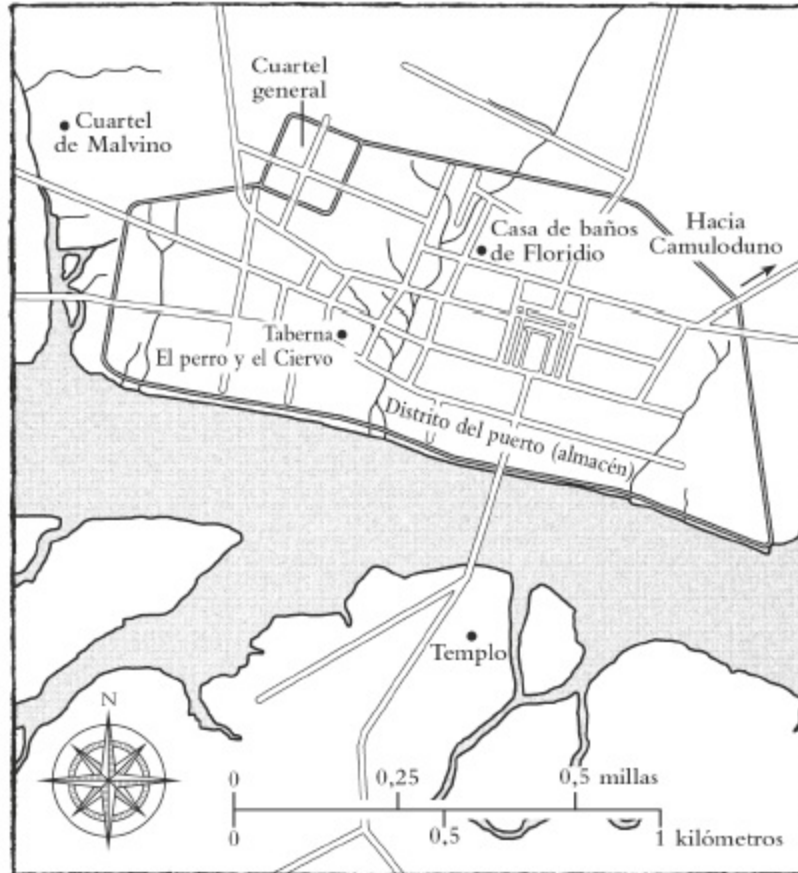 Cuartel
general
Cuartel
de Malvino
Casa de baños
de Floridio
Hacia
Camuloduno
Taberna
El perro y el Ciervo
Distrito del puerto (almacén)
Templo
N
0 0,25 0,5 millas
0 0,5 1 kilómetros